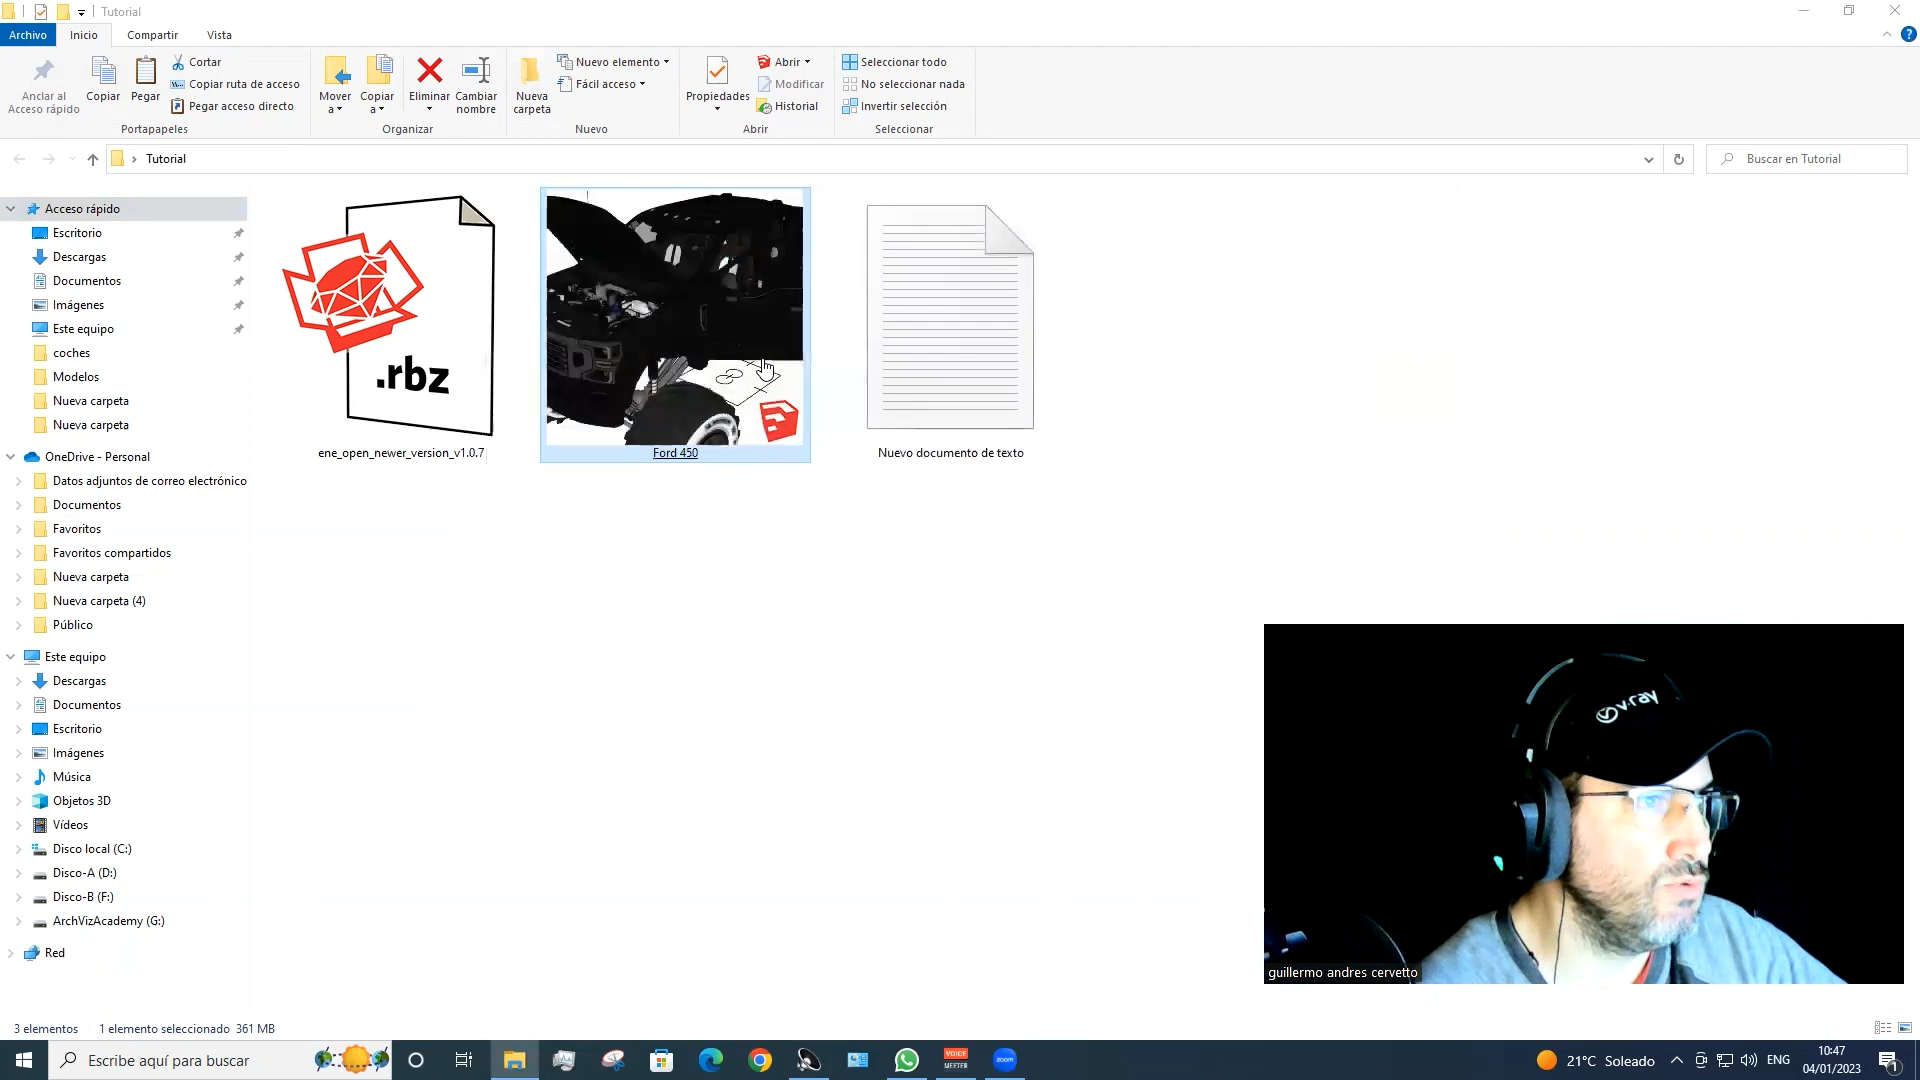 Tutorial
Archivo
Inicio
Compartir
Vista
Anclar al
Acceso rápido
Copiar
Pegar
Cortar
Copiar ruta de acceso
Pegar acceso directo
Portapapeles
Mover
a
Copiar
a
Eliminar
Cambiar
nombre
Organizar
Nueva
carpeta
Nuevo elemento
Fácil acceso
Nuevo
Propiedades
Abrir
Modificar
Historial
Abrir
Seleccionar todo
No seleccionar nada
Invertir selección
Seleccionar
Tutorial
Buscar en Tutorial
Acceso rápido
Escritorio
Descargas
Documentos
Imágenes
Este equipo
coches
Modelos
Nueva carpeta
Nueva carpeta
OneDrive - Personal
Datos adjuntos de correo electrónico
Documentos
Favoritos
Favoritos compartidos
Nueva carpeta
Nueva carpeta (4)
Público
Este equipo
Descargas
Documentos
Escritorio
Imágenes
Música
Objetos 3D
Vídeos
Disco local (C:)
Disco-A (D:)
Disco-B (F:)
ArchVizAcademy (G:)
Red
.rbz
ene_open_newer_version_v1.0.7
Ford 450
Nuevo documento de texto
v·ray
guillermo andres cervetto
3 elementos
1 elemento seleccionado 361 MB
Escribe aquí para buscar
VOICE
MEETER
zoom
21°C Soleado
ENG
10:47
04/01/2023
1